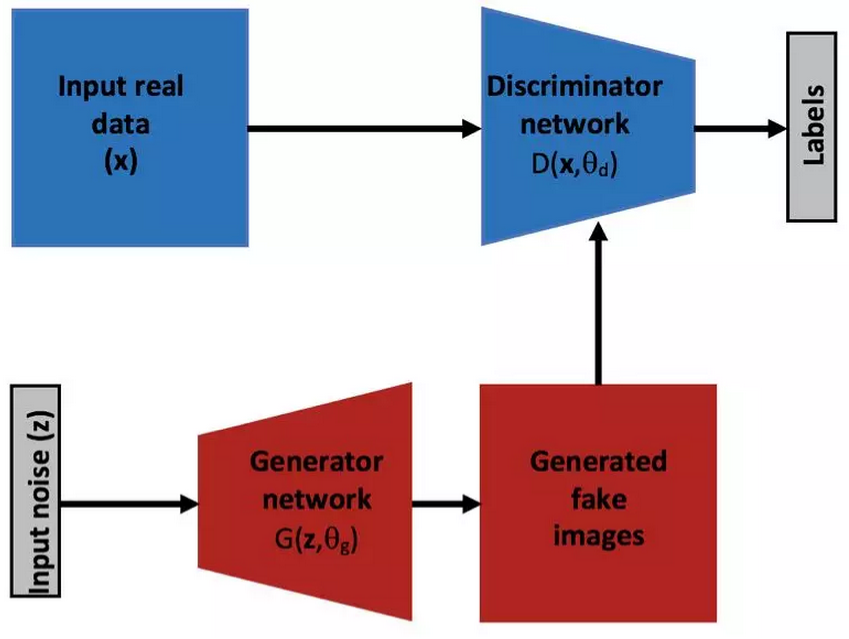 Input real
data
(x)
Discriminator
network
D(x,θd)
Labels
Input noise (z)
Generator
network
G(z,θg)
Generated
fake
images